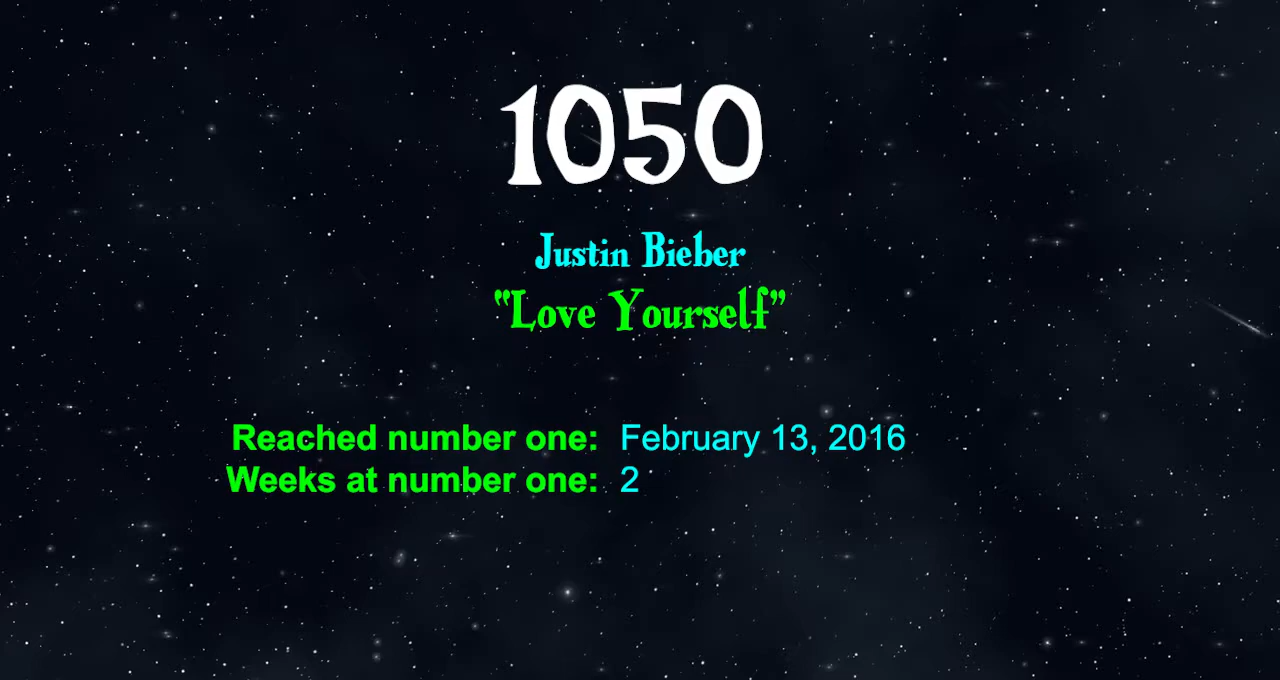 1050
Justin Bieber
“Love Yourself”
Reached number one: February 13, 2016
Weeks at number one: 2